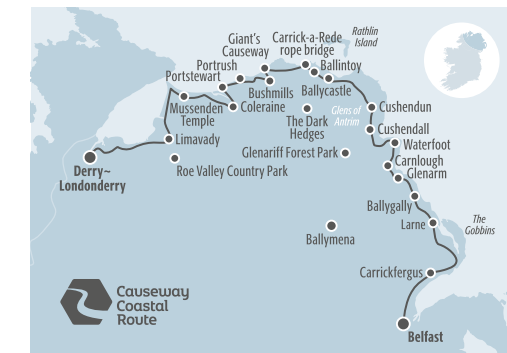 Giant's
Causeway
Carrick-a-Rede
rope bridge
Rathlin
Island
Portrush
Ballintoy
Portstewart
Bushmills
Ballycastle
Mussenden
Temple
Coleraine
The Dark
Hedges
Glens of
Antrim
Cushendun
Cushendall
Limavady
Waterfoot
Glenariff Forest Park
Carnlough
Derry~
Londonderry
Roe Valley Country Park
Glenarm
Ballygally
Larne
The
Gobbins
Ballymena
Carrickfergus
Causeway
Coastal
Route
Belfast